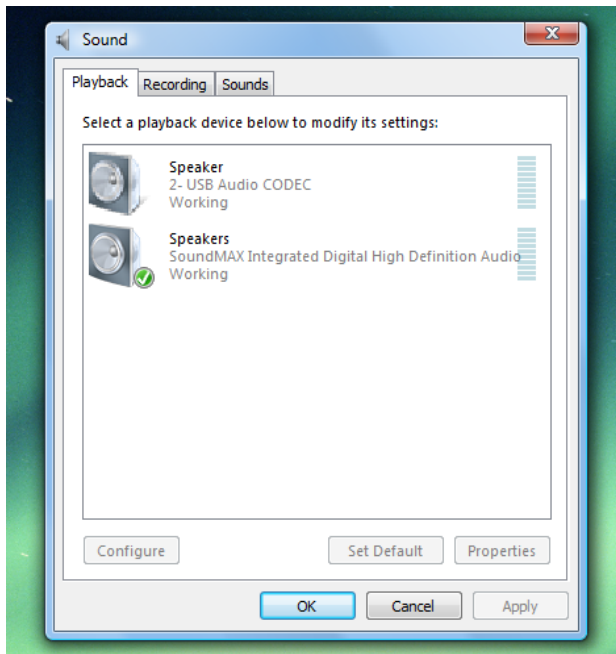 Sound
Playback Recording Sounds
Select a playback device below to modify its settings:
Speaker
2- USB Audio CODEC
Working
Speakers
SoundMAX Integrated Digital High Definition Audio
Working
Configure Set Default Properties
OK Cancel Apply